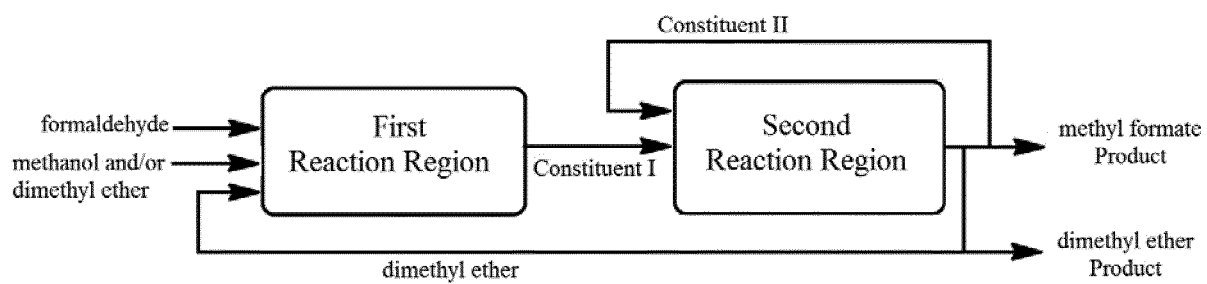 Constituent II
formaldehyde
methanol and/or
dimethyl ether
First
Reaction Region
Constituent I
Second
Reaction Region
methyl formate
Product
dimethyl ether
dimethyl ether
Product